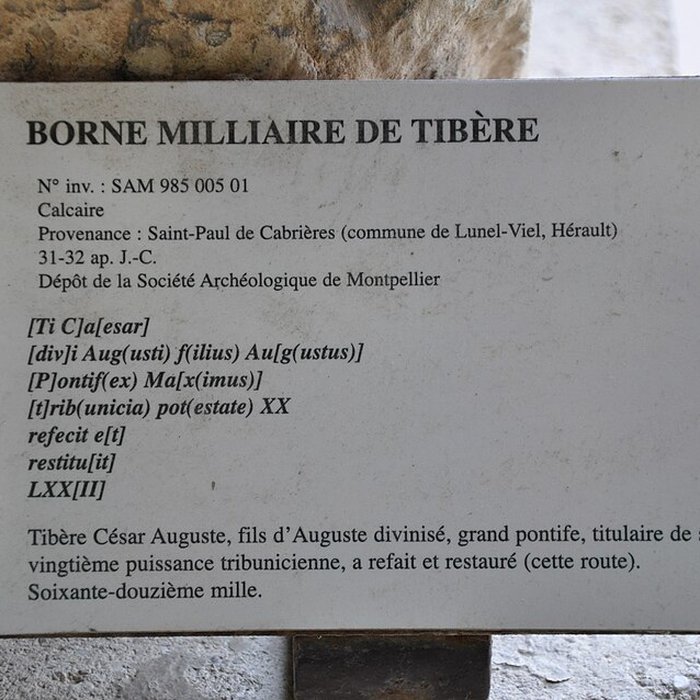 BORNE MILLIAIRE DE TIBÈRE
N° inv. : SAM 985 005 01
Calcaire
Provenance : Saint-Paul de Cabrières (commune de Lunel-Viel, Hérault)
31-32 ap. J.-C.
Dépôt de la Société Archéologique de Montpellier
[Ti C]a[esar]
[div]i Aug(usti) f(ilius) Au[g(ustus)]
[P]ontif(ex) Ma[x(imus)]
[t]rib(unicia) pot(estate) XX
refecit e[t]
restitu[it]
LXX[II]
Tibère César Auguste, fils d'Auguste divinisé, grand pontife, titulaire de
vingtième puissance tribunicienne, a refait et restauré (cette route).
Soixante-douzième mille.